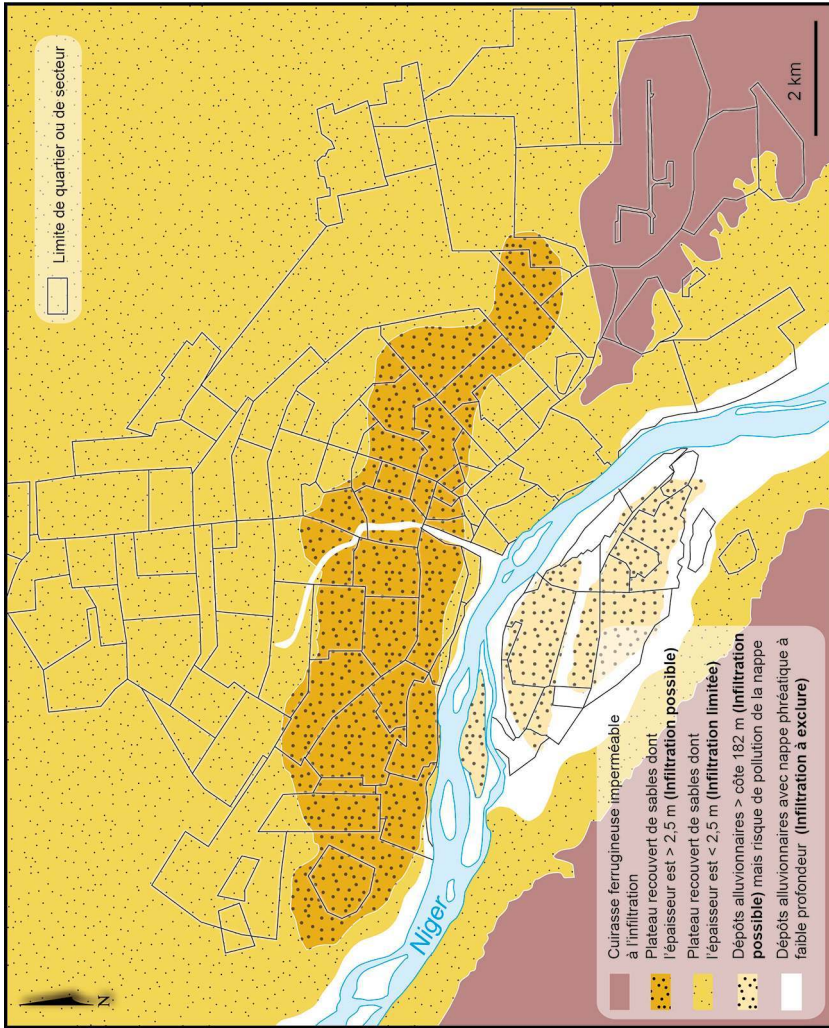 N
Limite de quartier ou de secteur
2 km
Niger
Cuirasse ferrugineuse imperméable
à l'infiltration
Plateau recouvert de sables dont
l'épaisseur est > 2,5 m (Infiltration possible)
Plateau recouvert de sables dont
l'épaisseur est < 2,5 m (Infiltration limitée)
Dépôts alluvionnaires > côte 182 m (Infiltration
possible) mais risque de pollution de la nappe
Dépôts alluvionnaires avec nappe phréatique à
faible profondeur (Infiltration à exclure)